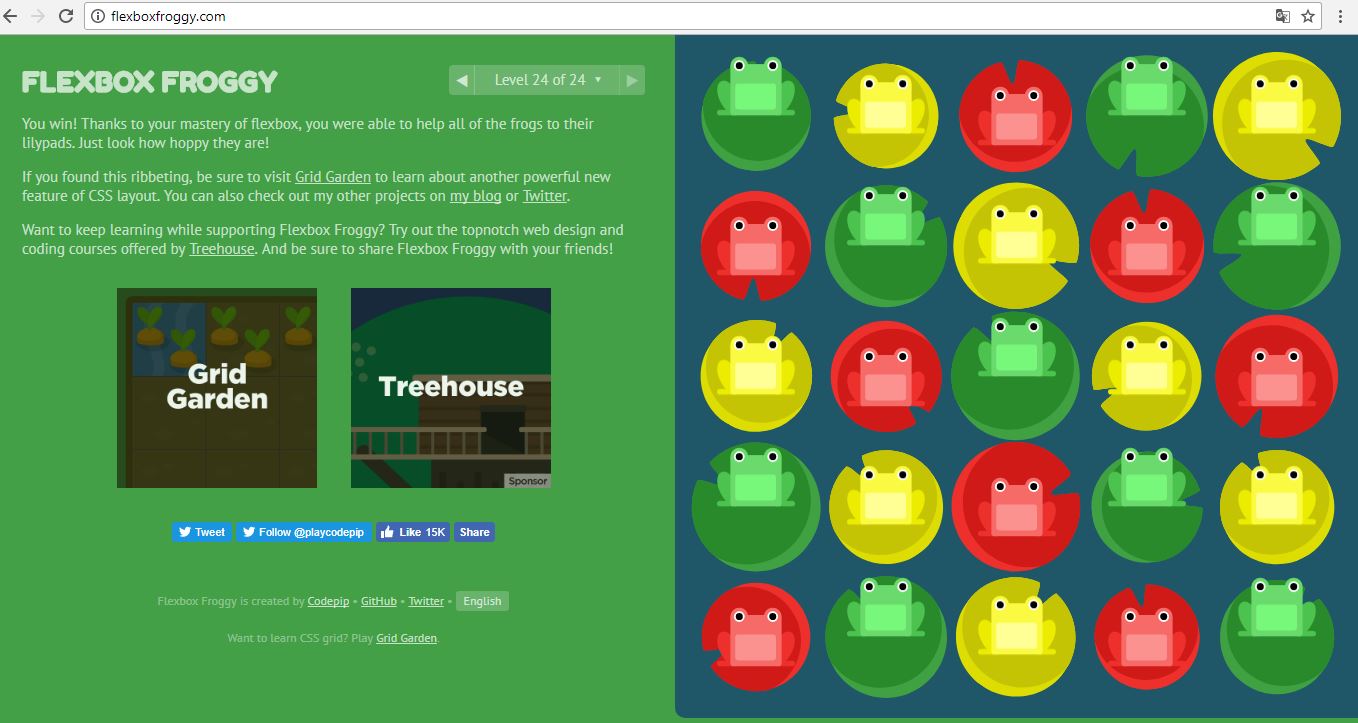 flexboxfroggy.com
FLEXBOX FROGGY
Level 24 of 24
You win! Thanks to your mastery of flexbox, you were able to help all of the frogs to their
lilypads. Just look how hoppy they are!
If you found this ribbeting, be sure to visit Grid Garden to learn about another powerful new
feature of CSS layout. You can also check out my other projects on my blog or Twitter.
Want to keep learning while supporting Flexbox Froggy? Try out the topnotch web design and
coding courses offered by Treehouse. And be sure to share Flexbox Froggy with your friends!
Grid
Garden
Treehouse
Sponsor
Tweet Follow @playcodepip Like 15K Share
Flexbox Froggy is created by Codepip • GitHub • Twitter • English
Want to learn CSS grid? Play Grid Garden.